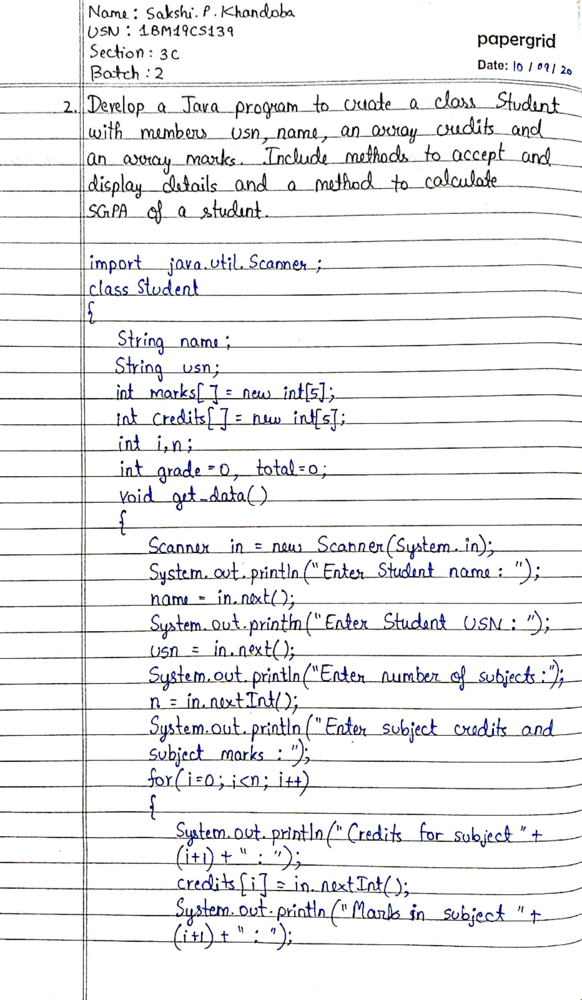 Name: Sakshi. P. Khandoba
USN : 1BM19CS139
Section: 3C
Batch : 2
papergrid
Date: 10 / 09 / 20
2. Develop a Java program to create a class Student
with members usn, name, an array credits and
an array marks. Include methods to accept and
display details and a method to calculate
SGPA of a student.
import java.util.Scanner;
class Student
{
String name;
String usn;
int marks[ ] = new int[5];
int credits[ ] = new int[5];
int i,n;
int grade=0, total=0;
void get_data()
{
Scanner in = new Scanner(System.in);
System.out.println("Enter Student name: ");
name = in.next();
System.out.println("Enter Student USN: ");
usn = in.next();
System.out.println("Enter number of subjects:");
n = in.nextInt();
System.out.println("Enter subject credits and
subject marks : ");
for(i=0; i<n; i++)
{
System.out.println("Credits for subject "+
(i+1) + " : ");
credits[i] = in.nextInt();
System.out.println("Marks in subject "+
(i+1) + " : ");